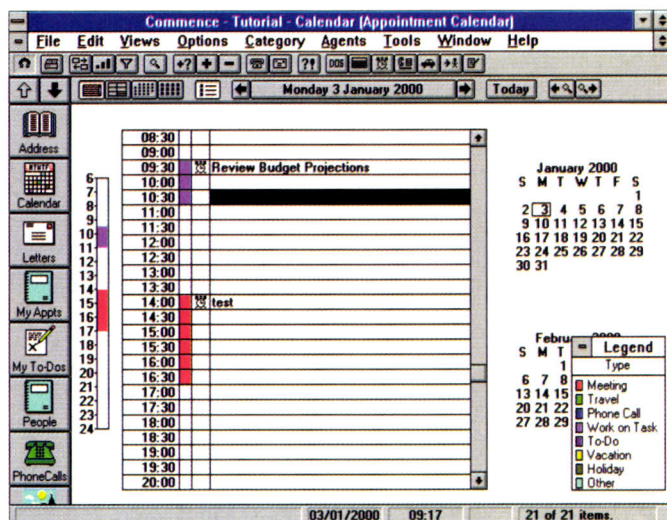 Commence - Tutorial - Calendar (Appointment Calendar)
File Edit Views Options Category Agents Tools Window Help
DOS
Monday 3 January 2000 Today
Address
Calendar
Letters
My Appts
My To-Dos
People
PhoneCalls
6
7
8
9
10
11
12
13
14
15
16
17
18
19
20
21
22
23
24
08:30
09:00
09:30 Review Budget Projections
10:00
10:30
11:00
11:30
12:00
12:30
13:00
13:30
14:00 test
14:30
15:00
15:30
16:00
16:30
17:00
17:30
18:00
18:30
19:00
19:30
20:00
January 2000
S M T W T F S
1
2 3 4 5 6 7 8
9 10 11 12 13 14 15
16 17 18 19 20 21 22
23 24 25 26 27 28 29
30 31
2000
S M T
1
6 7 8
13 14 15
20 21 22
27 28 29
Legend
Type
Meeting
Travel
Phone Call
Work on Task
To-Do
Vacation
Holiday
Other
03/01/2000 09:17 21 of 21 items.